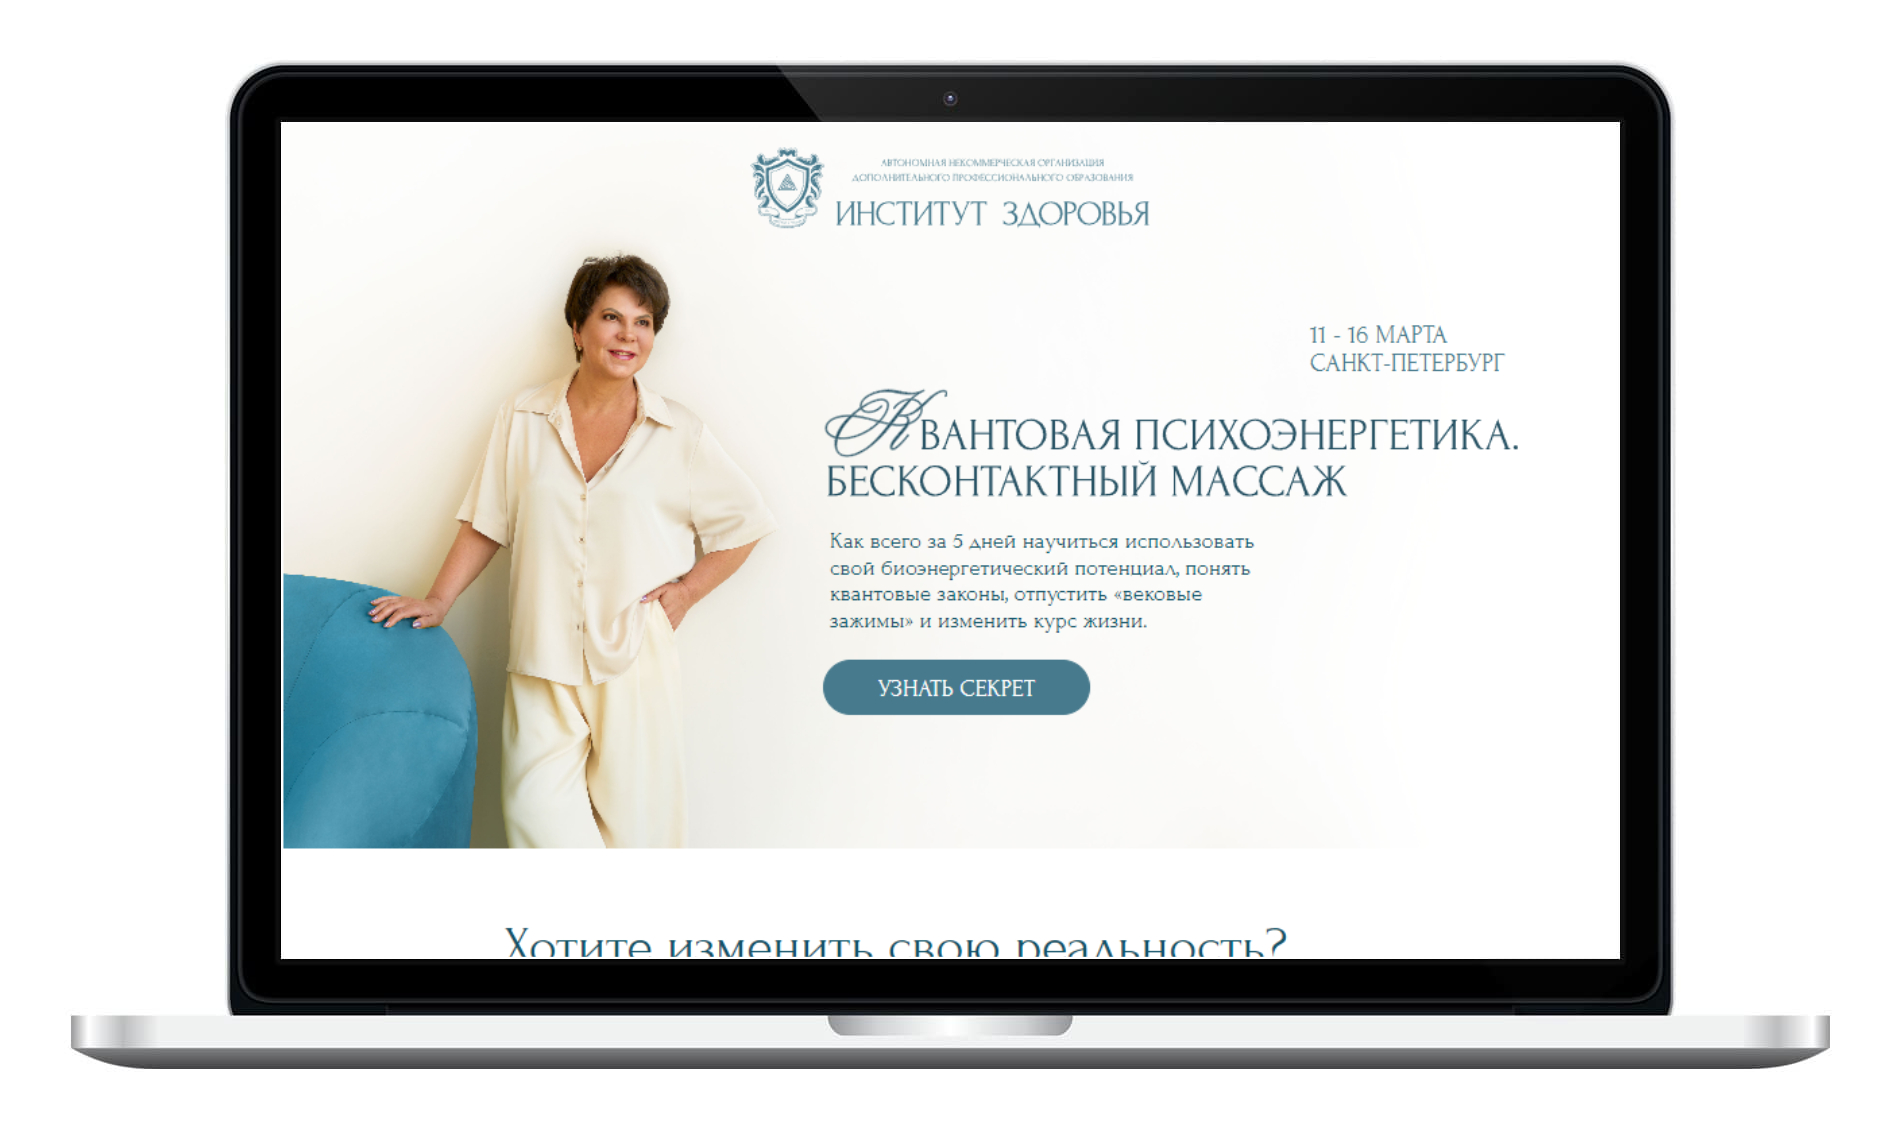 АВТОНОМНАЯ НЕКОММЕРЧЕСКАЯ ОРГАНИЗАЦИЯ
ДОПОЛНИТЕЛЬНОГО ПРОФЕССИОНАЛЬНОГО ОБРАЗОВАНИЯ
ИНСТИТУТ ЗДОРОВЬЯ
11 - 16 МАРТА
САНКТ-ПЕТЕРБУРГ
КВАНТОВАЯ ПСИХОЭНЕРГЕТИКА.
БЕСКОНТАКТНЫЙ МАССАЖ
Как всего за 5 дней научиться использовать
свой биоэнергетический потенциал, понять
квантовые законы, отпустить «вековые
зажимы» и изменить курс жизни.
УЗНАТЬ СЕКРЕТ
Хотите изменить свою реальность?